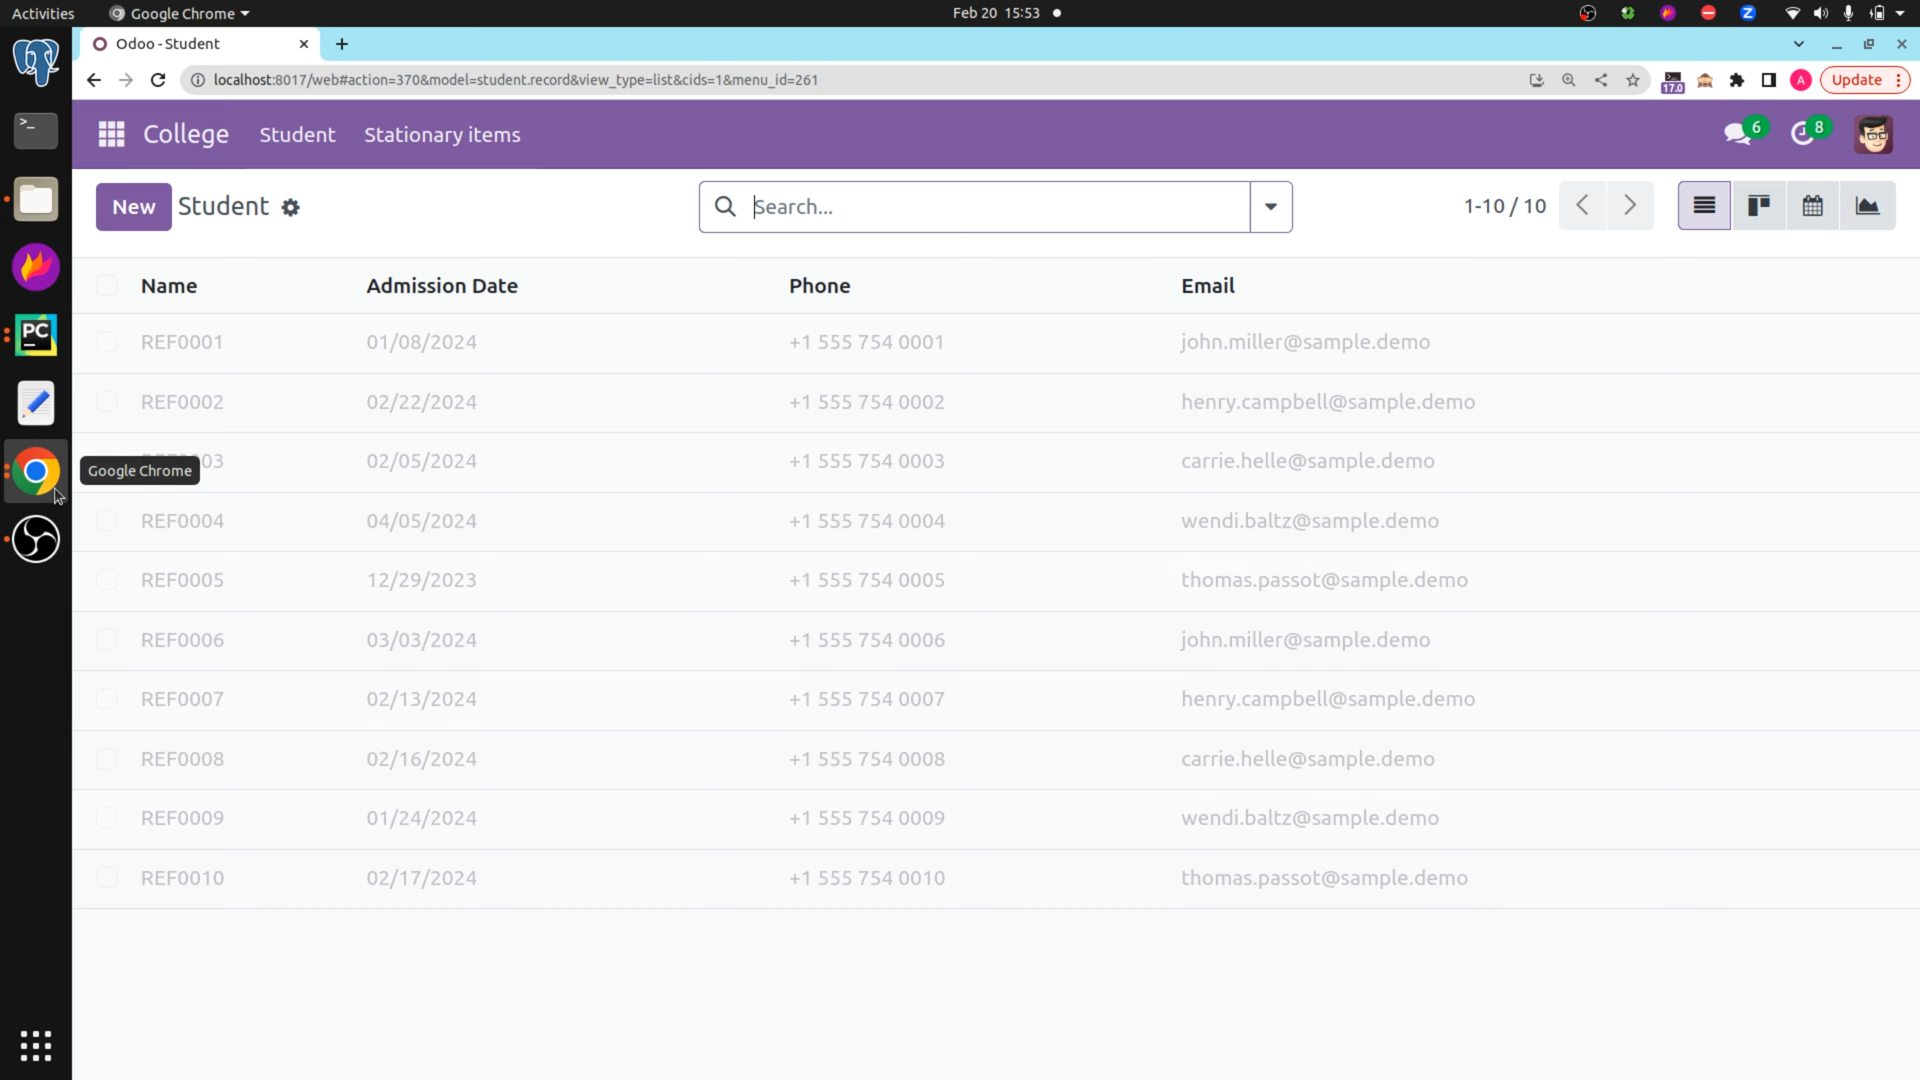 Activities Google Chrome Feb 20 15:53
Odoo - Student
localhost:8017/web#action=370&model=student.record&view_type=list&cids=1&menu_id=261 17.0 A Update
College Student Stationary items 6 8
New Student Search... 1-10 / 10
Name Admission Date Phone Email
REF0001 01/08/2024 +1 555 754 0001 john.miller@sample.demo
REF0002 02/22/2024 +1 555 754 0002 henry.campbell@sample.demo
03 02/05/2024 +1 555 754 0003 carrie.helle@sample.demo
Google Chrome
REF0004 04/05/2024 +1 555 754 0004 wendi.baltz@sample.demo
REF0005 12/29/2023 +1 555 754 0005 thomas.passot@sample.demo
REF0006 03/03/2024 +1 555 754 0006 john.miller@sample.demo
REF0007 02/13/2024 +1 555 754 0007 henry.campbell@sample.demo
REF0008 02/16/2024 +1 555 754 0008 carrie.helle@sample.demo
REF0009 01/24/2024 +1 555 754 0009 wendi.baltz@sample.demo
REF0010 02/17/2024 +1 555 754 0010 thomas.passot@sample.demo
PC